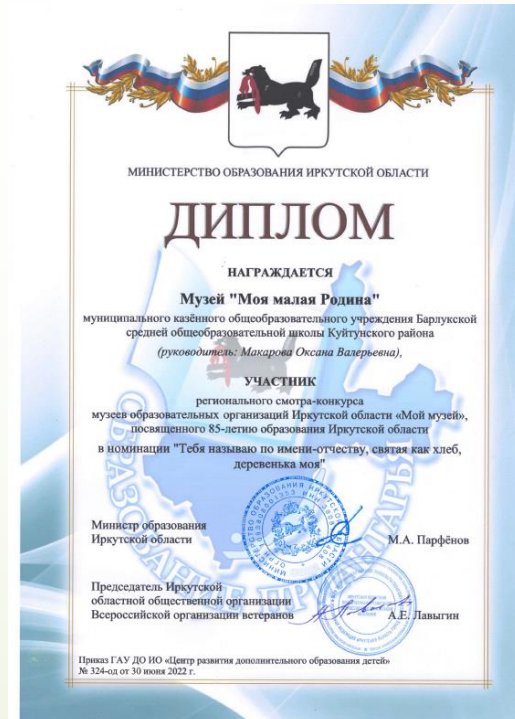 МИНИСТЕРСТВО ОБРАЗОВАНИЯ ИРКУТСКОЙ ОБЛАСТИ
ДИПЛОМ
НАГРАЖДАЕТСЯ
Музей "Моя малая Родина"
муниципального казённого общеобразовательного учреждения Барлукской
средней общеобразовательной школы Куйтунского района
(руководитель: Макарова Оксана Валерьевна),
УЧАСТНИК
регионального смотра-конкурса
музеев образовательных организаций Иркутской области «Мой музей»,
посвященного 85-летию образования Иркутской области
в номинации "Тебя называю по имени-отчеству, святая как хлеб,
деревенька моя"
ОБРАЗОВАНИЕ ПРИАНГАРЬЯ
Министр образования
Иркутской области
М.А. Парфёнов
Председатель Иркутской
областной общественной организации
Всероссийской организации ветеранов
А.Е. Лавыгин
Приказ ГАУ ДО ИО «Центр развития дополнительного образования детей»
№ 324-од от 30 июня 2022 г.